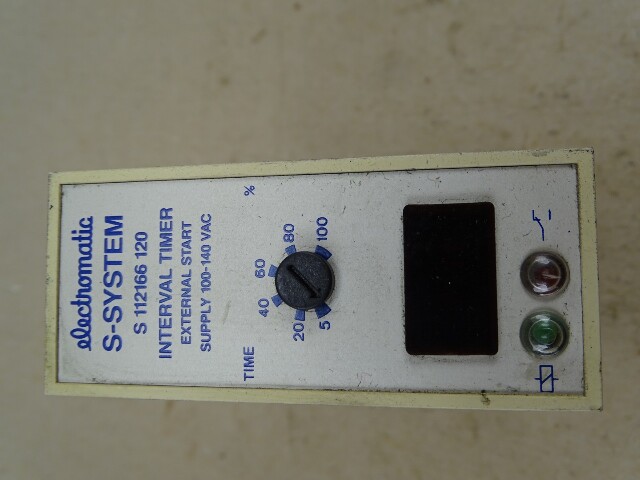 electromatic
S-SYSTEM
S 112166 120
INTERVAL TIMER
EXTERNAL START
SUPPLY 100-140 VAC
TIME %
5 20 40 60 80 100